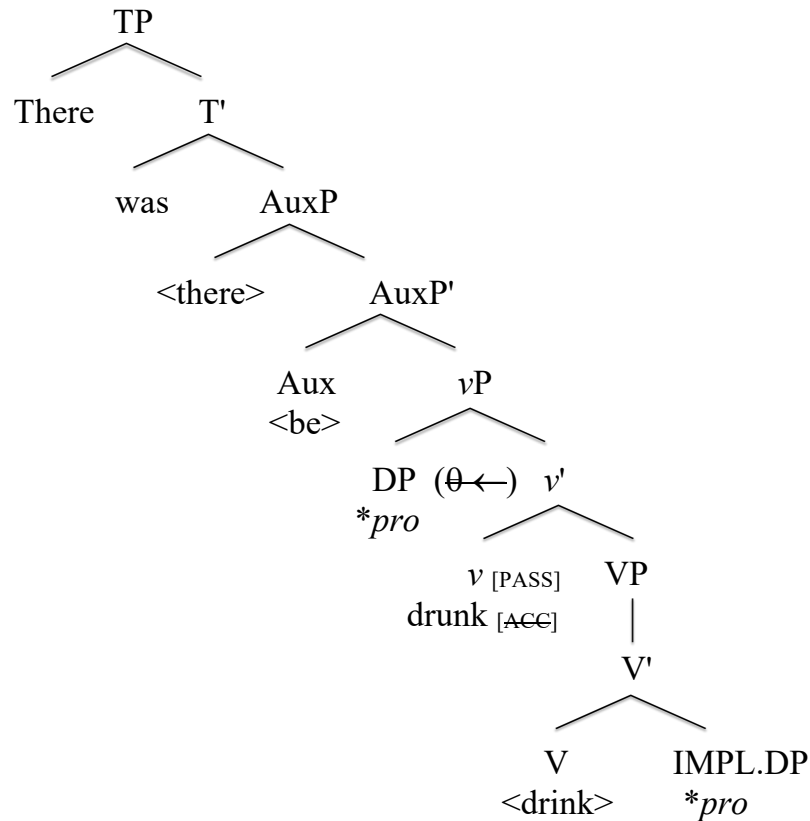 TP
There T'
was AuxP
<there> AuxP'
Aux vP
<be>
DP (θ ←) v'
*pro
v [PASS] VP
drunk [ACC]
V'
V IMPL.DP
<drink> *pro